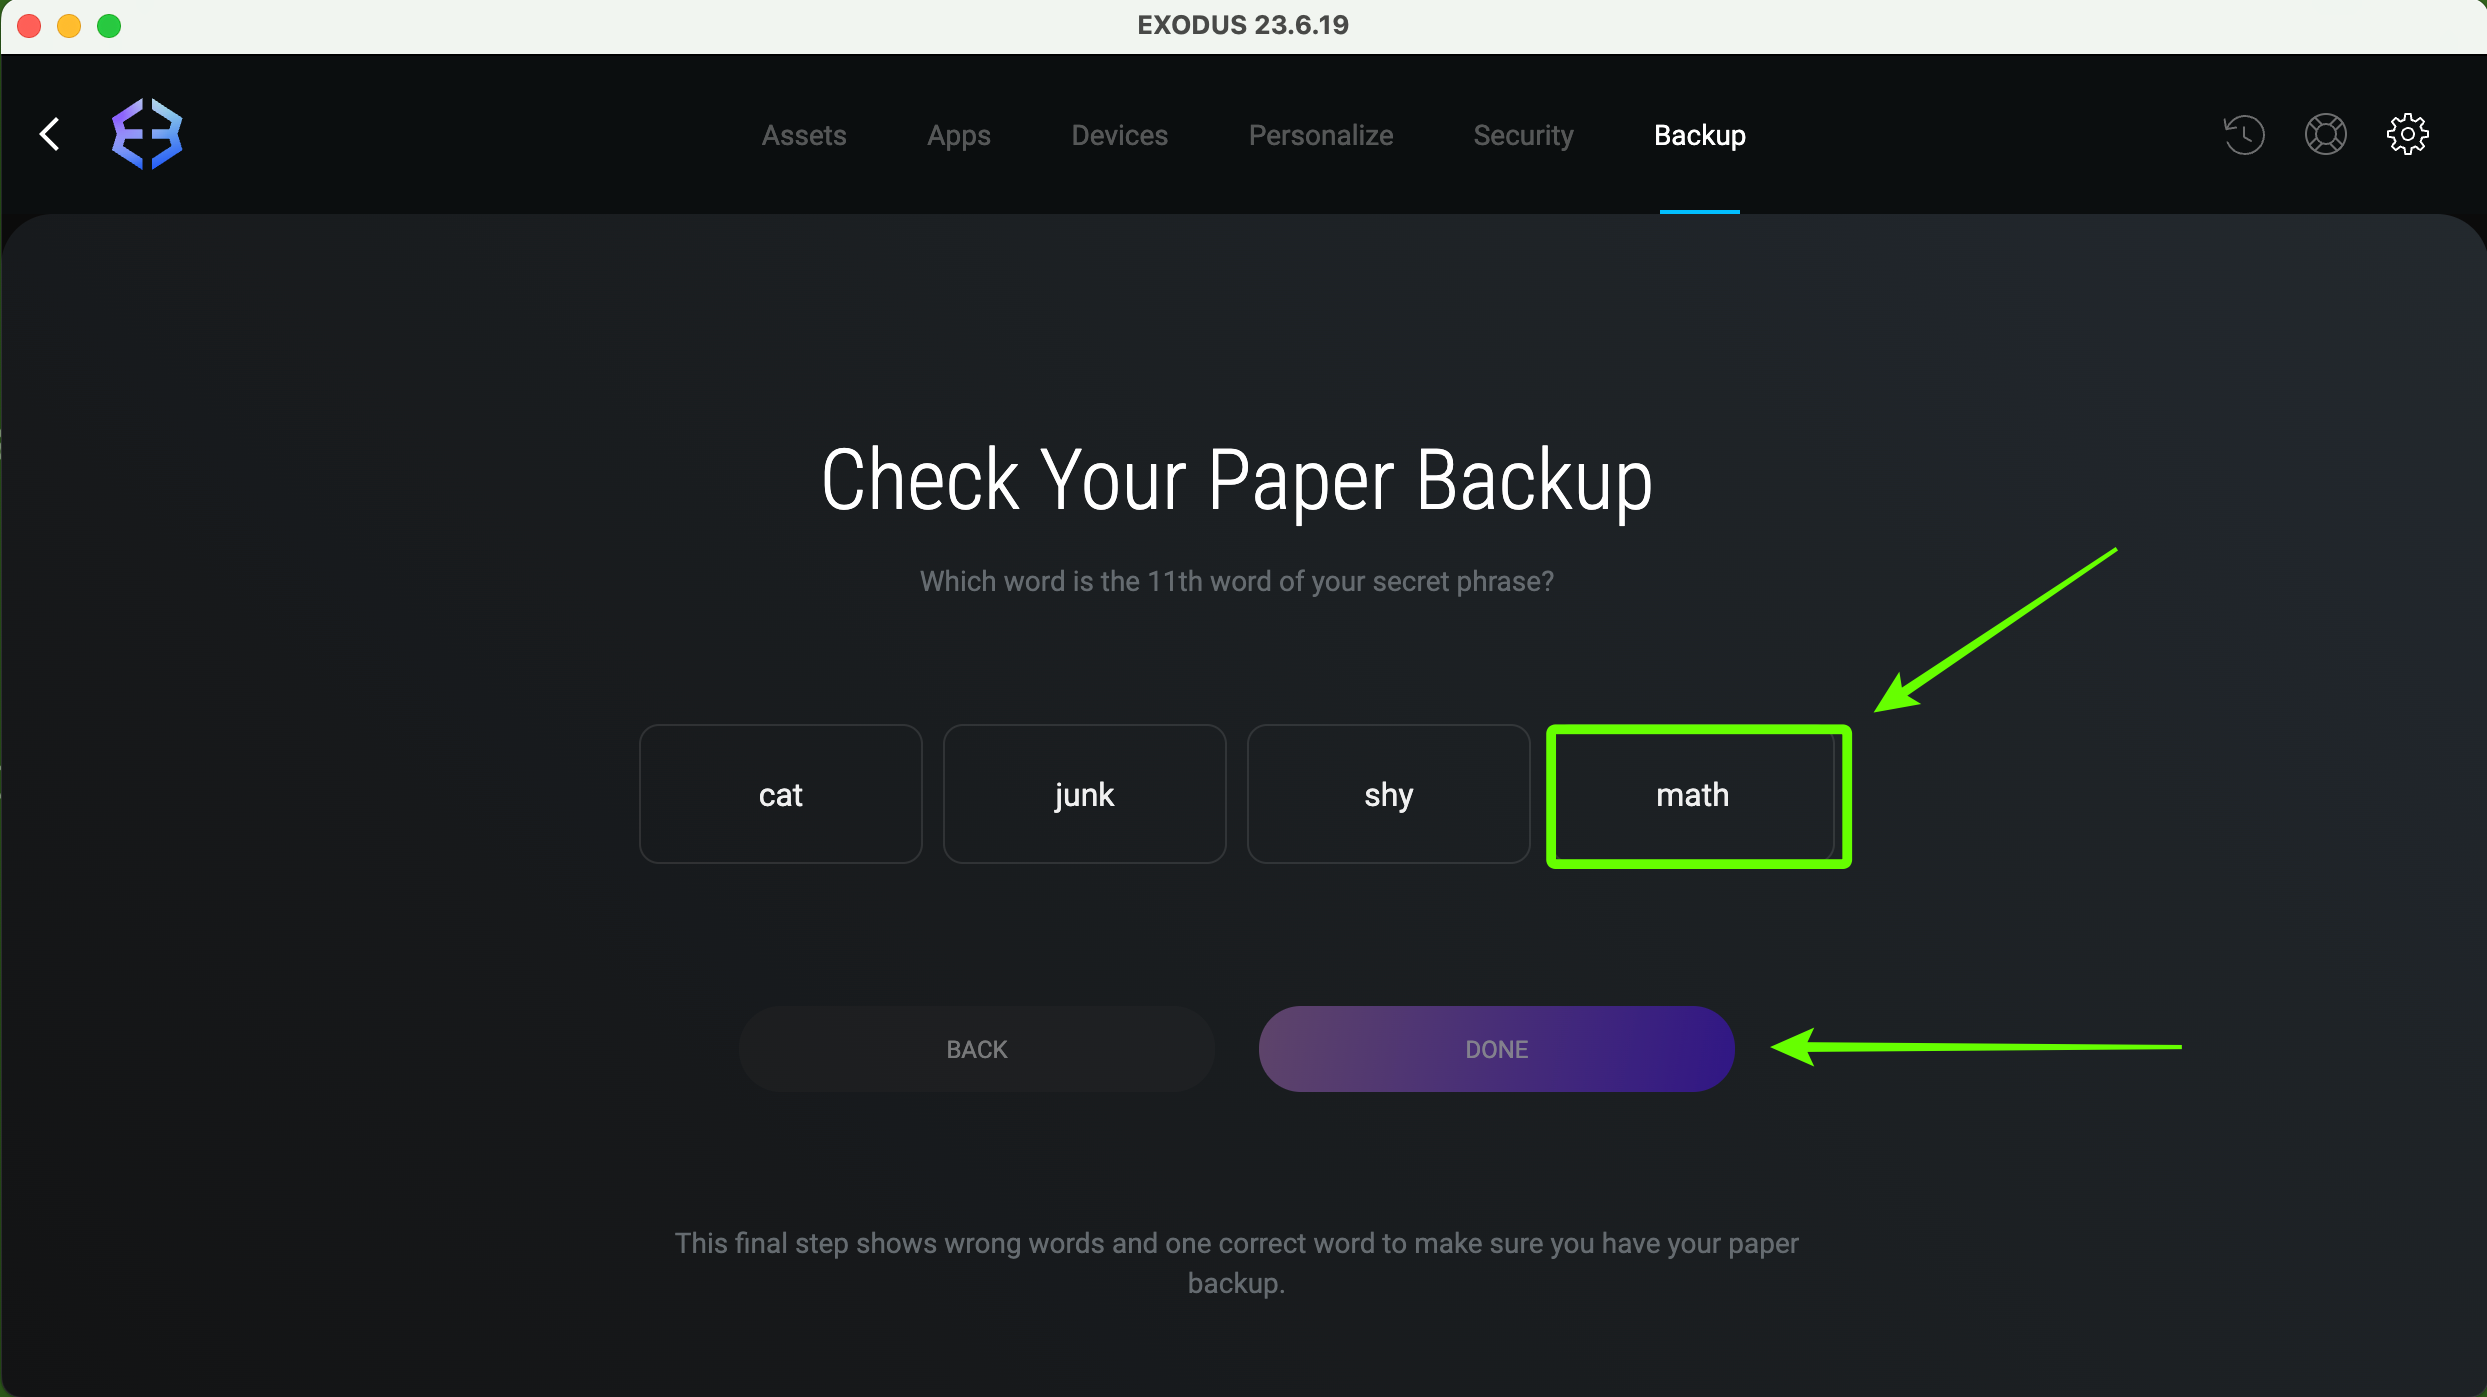 EXODUS 23.6.19
Assets Apps Devices Personalize Security Backup
Check Your Paper Backup
Which word is the 11th word of your secret phrase?
cat junk shy math
BACK DONE
This final step shows wrong words and one correct word to make sure you have your paper
backup.